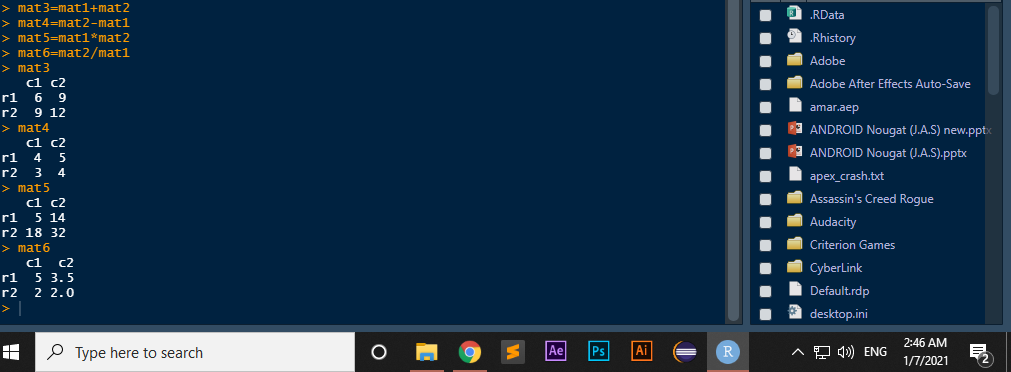 > mat3=mat1+mat2
> mat4=mat2-mat1
> mat5=mat1*mat2
> mat6=mat2/mat1
> mat3
   c1 c2
r1  6  9
r2  9 12
> mat4
   c1 c2
r1  4  5
r2  3  4
> mat5
   c1 c2
r1  5 14
r2 18 32
> mat6
   c1  c2
r1  5 3.5
r2  2 2.0
>
.RData
.Rhistory
Adobe
Adobe After Effects Auto-Save
amar.aep
ANDROID Nougat (J.A.S) new.pptx
ANDROID Nougat (J.A.S).pptx
apex_crash.txt
Assassin's Creed Rogue
Audacity
Criterion Games
CyberLink
Default.rdp
desktop.ini
Type here to search
Ae
Ps
Ai
R
ENG
2:46 AM
1/7/2021
2